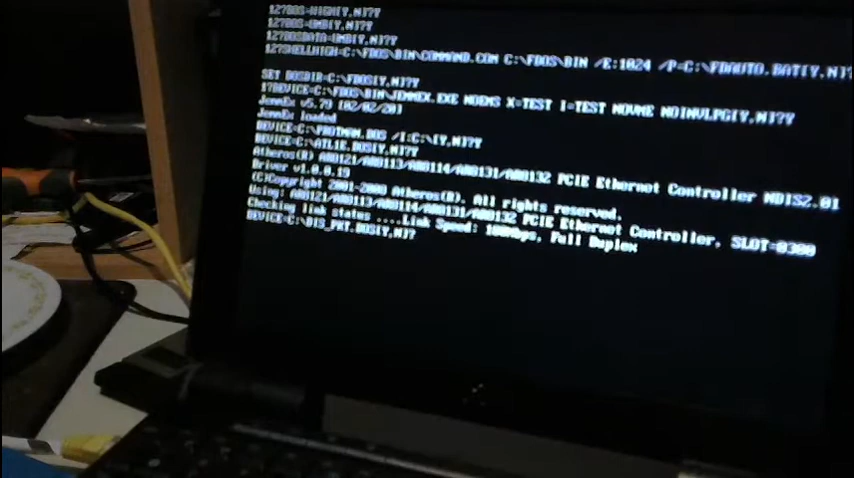 12?DOS=HIGH[Y,N]?Y
12?DOS=UMB[Y,N]?Y
12?DOSDATA=UMB[Y,N]?Y
12?SHELLHIGH=C:\FDOS\BIN\COMMAND.COM C:\FDOS\BIN /E:1024 /P=C:\FDAUTO.BAT[Y,N]?
SET DOSDIR=C:\FDOS[Y,N]?Y
1?DEVICE=C:\FDOS\BIN\JEMMEX.EXE NOEMS X=TEST I=TEST NOVME NOINVLPG[Y,N]?Y
JemmEx v5.79 [02/02/20]
JemmEx loaded
DEVICE=C:\PROTMAN.DOS /I:C:\[Y,N]?Y
DEVICE=C:\ATL1E.DOS[Y,N]?Y
Atheros(R) AR8121/AR8113/AR8114/AR8131/AR8132 PCIE Ethernet Controller NDIS2.01
Driver v1.0.0.19
(C)Copyright 2001-2008 Atheros(R). All rights reserved.
Using: AR8121/AR8113/AR8114/AR8131/AR8132 PCIE Ethernet Controller, SLOT=0300
Checking link status ....Link Speed: 100Mbps, Full Duplex
DEVICE=C:\DIS_PKT.DOS[Y,N]?